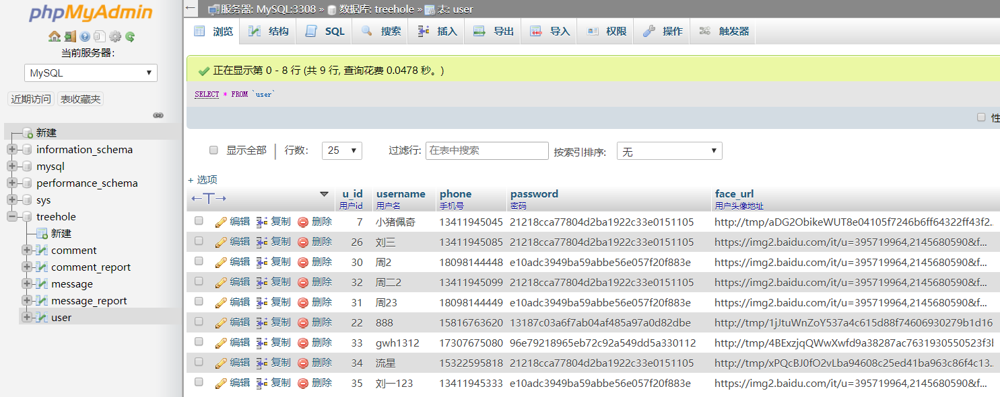 phpMyAdmin
当前服务器:
MySQL
近期访问 表收藏夹
新建
information_schema
mysql
performance_schema
sys
treehole
新建
comment
comment_report
message
message_report
user
服务器: MySQL:3308 » 数据库: treehole » 表: user
浏览 结构 SQL 搜索 插入 导出 导入 权限 操作 触发器
正在显示第 0 - 8 行 (共 9 行, 查询花费 0.0478 秒。)
SELECT * FROM `user`
性
显示全部 行数: 25 过滤行: 在表中搜索 按索引排序: 无
+ 选项
←T→ u_id username phone password face_url
用户id 用户名 手机号 密码 用户头像地址
编辑 复制 删除 7 小猪佩奇 13411945045 21218cca77804d2ba1922c33e0151105 http://tmp/aDG2ObikeWUT8e04105f7246b6ff64322ff43f2...
编辑 复制 删除 26 刘三 13411945085 21218cca77804d2ba1922c33e0151105 https://img2.baidu.com/it/u=395719964,2145680590&f...
编辑 复制 删除 30 周2 18098144448 e10adc3949ba59abbe56e057f20f883e https://img2.baidu.com/it/u=395719964,2145680590&f...
编辑 复制 删除 32 周二2 13411945099 21218cca77804d2ba1922c33e0151105 https://img2.baidu.com/it/u=395719964,2145680590&f...
编辑 复制 删除 31 周23 18098144449 e10adc3949ba59abbe56e057f20f883e https://img2.baidu.com/it/u=395719964,2145680590&f...
编辑 复制 删除 22 888 15816763620 13187c03a6f7ab04af485a97a0d82dbe http://tmp/1jJtuWnZoY537a4c615d88f74606930279b1d16
编辑 复制 删除 33 gwh1312 17307675080 96e79218965eb72c92a549dd5a330112 http://tmp/4BExzjqQWwXwfd9a38287ac7631930550523f3l
编辑 复制 删除 34 流星 15322595818 21218cca77804d2ba1922c33e0151105 http://tmp/xPQcBJ0fO2vLba94608c25ed41ba963c86f4c13...
编辑 复制 删除 35 刘一123 13411945333 e10adc3949ba59abbe56e057f20f883e https://img2.baidu.com/it/u=395719964,2145680590&f...